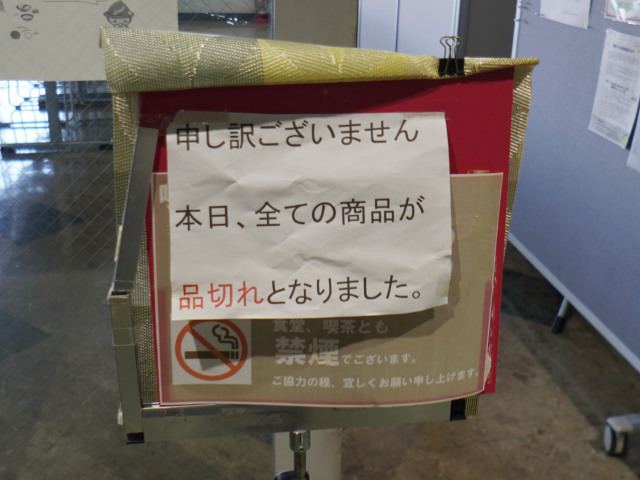 申し訳ございません
本日、全ての商品が
品切れとなりました。
食堂、喫茶とも
禁煙でございます。
ご協力の程、宜しくお願い申し上げます。